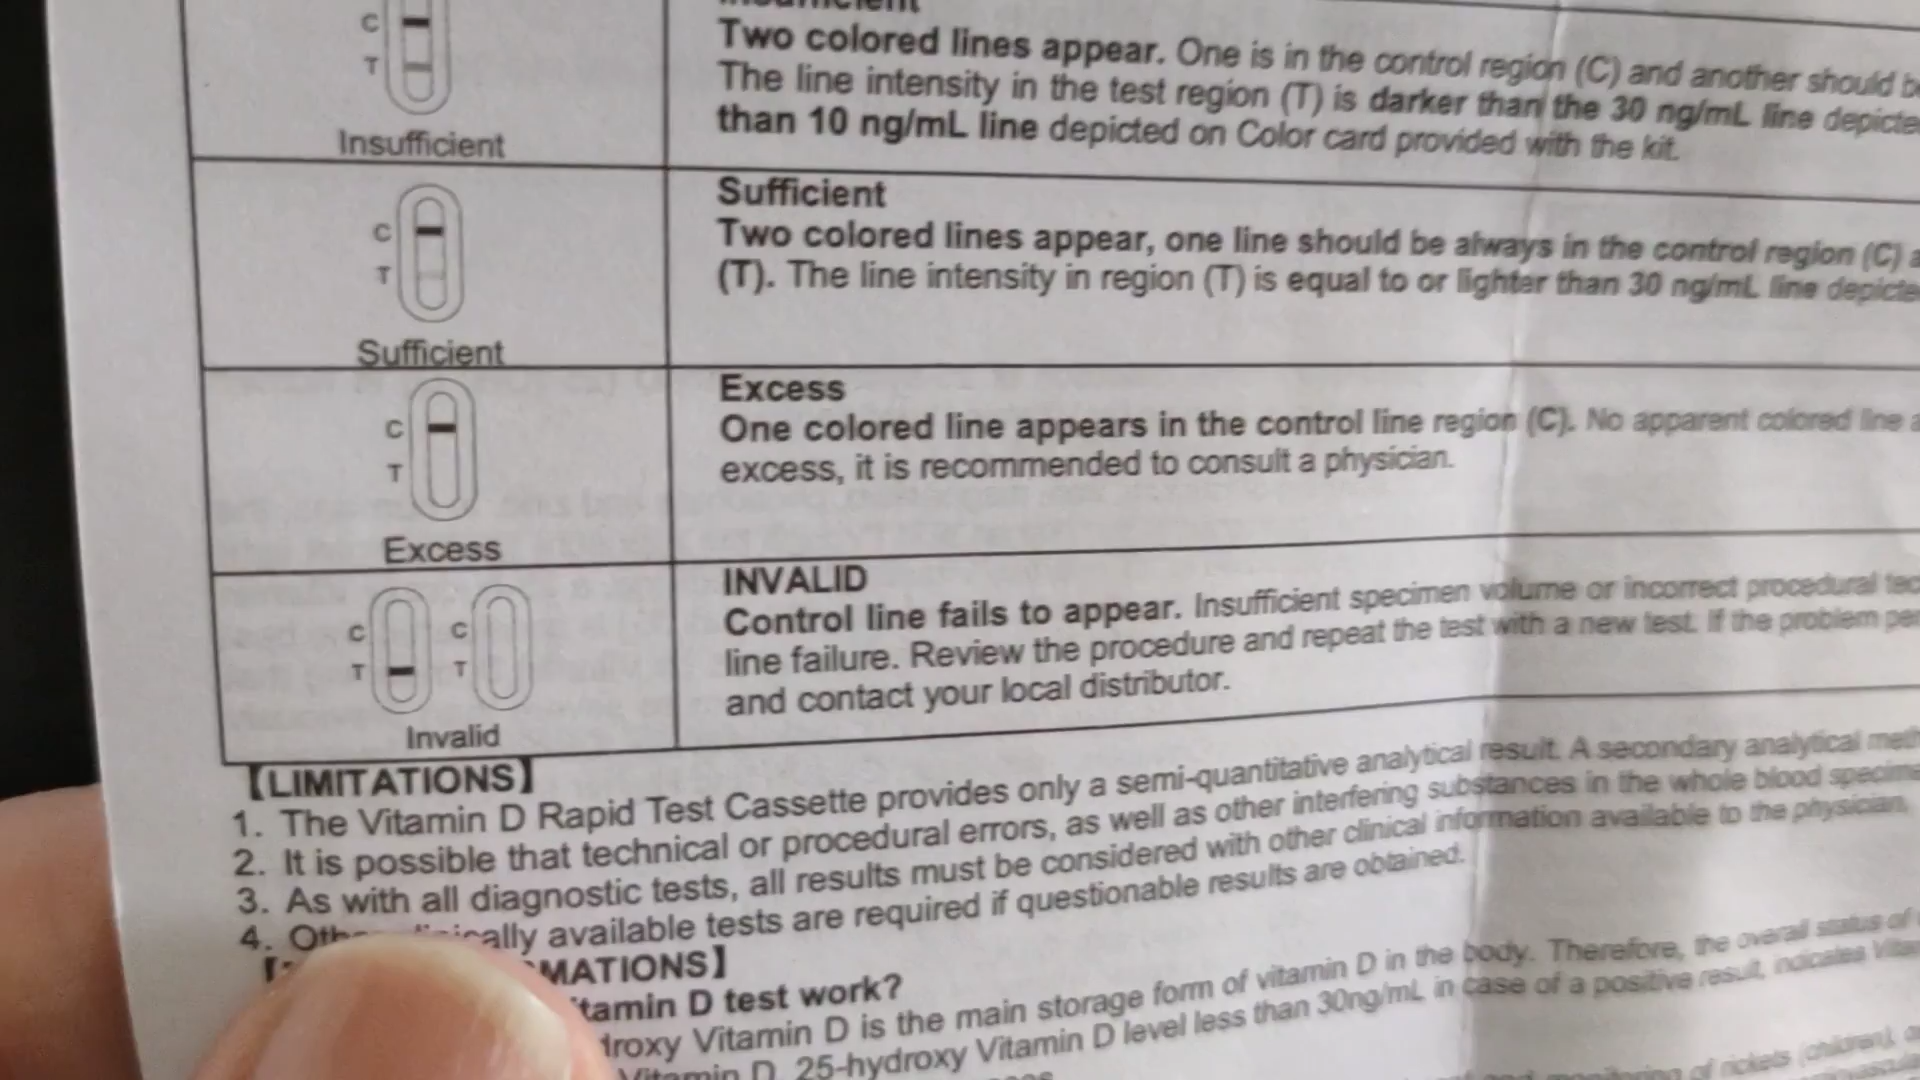 C
T
Insufficient
Insufficient
Two colored lines appear. One is in the control region (C) and another should
The line intensity in the test region (T) is darker than the 30 ng/mL line
than 10 ng/mL line depicted on Color card provided with the kit.
C
T
Sufficient
Sufficient
Two colored lines appear, one line should be always in the control region (C)
(T). The line intensity in region (T) is equal to or lighter than 30 ng/mL line
C
T
Excess
Excess
One colored line appears in the control line region (C). No apparent colored line
excess, it is recommended to consult a physician.
C
T
C
T
Invalid
INVALID
Control line fails to appear. Insufficient specimen volume or incorrect procedural
line failure. Review the procedure and repeat the test with a new test. If the problem
and contact your local distributor.
【LIMITATIONS】
1. The Vitamin D Rapid Test Cassette provides only a semi-quantitative analytical result. A secondary analytical
2. It is possible that technical or procedural errors, as well as other interfering substances in the whole blood
3. As with all diagnostic tests, all results must be considered with other clinical information available to the physician.
4. available tests are required if questionable results are obtained.
MATIONS】
D test work?
Vitamin D is the main storage form of vitamin D in the body. Therefore, the overall status of
D. 25-hydroxy Vitamin D level less than 30ng/mL in case of a positive result, indicates
monitoring of rickets (children),